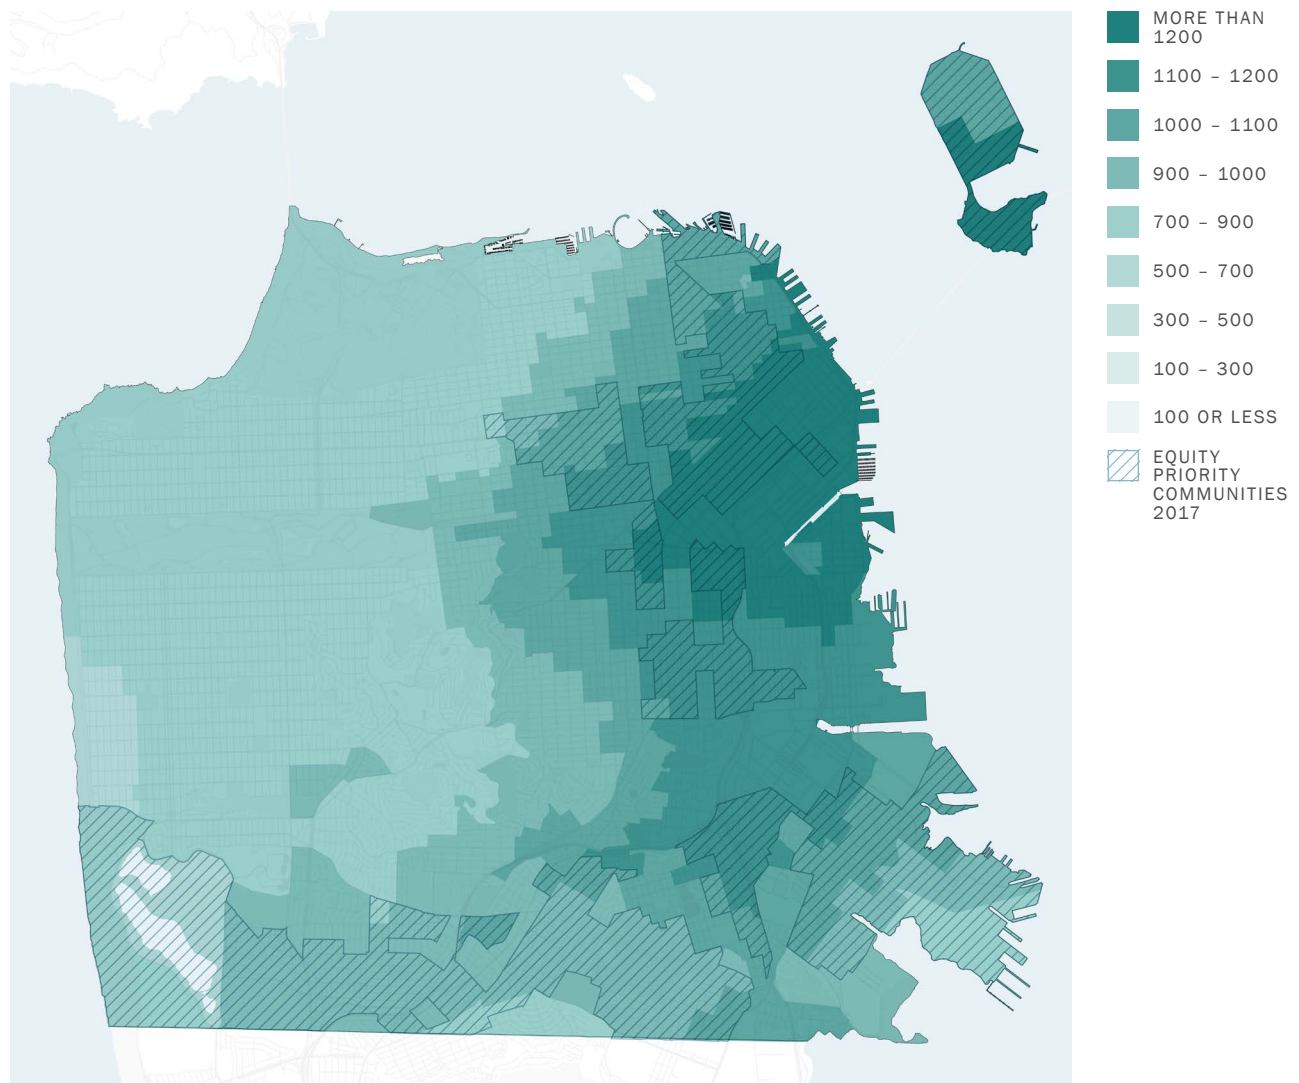 MORE THAN
1200
1100 – 1200
1000 – 1100
900 – 1000
700 – 900
500 – 700
300 – 500
100 – 300
100 OR LESS
EQUITY
PRIORITY
COMMUNITIES
2017